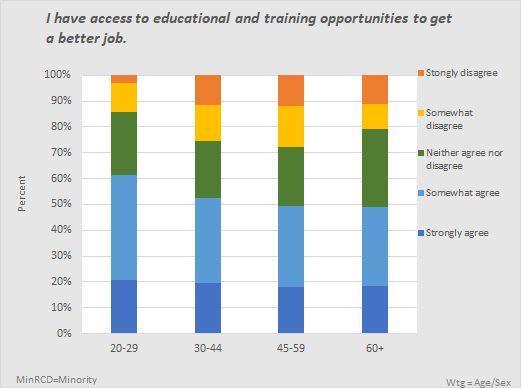 I have access to educational and training opportunities to get
a better job.
100%
90%
80%
70%
60%
50%
40%
30%
20%
10%
0%
Percent
20-29
30-44
45-59
60+
Stongly disagree
Somewhat
disagree
Neither agree nor
disagree
Somewhat agree
Strongly agree
MinRCD=Minority
Wtg = Age/Sex